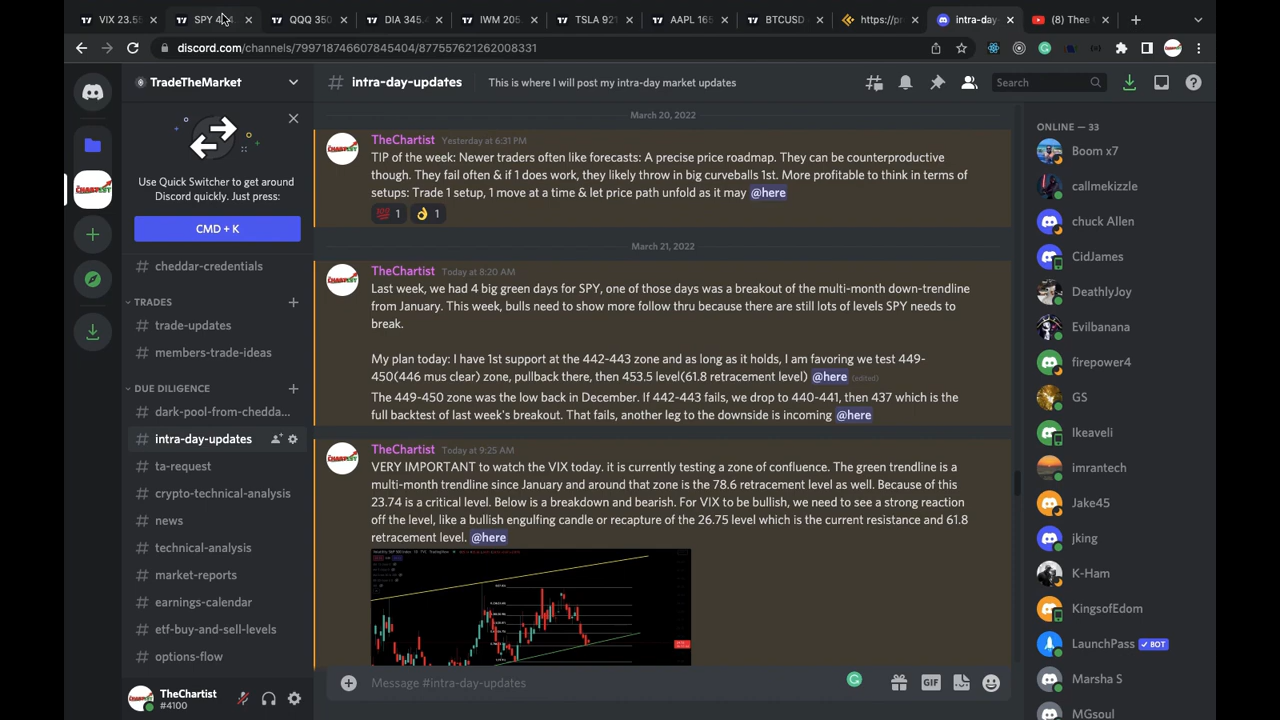 VIX 23.5
SPY 4
QQQ 350
DIA 345.4
IWM 205.
TSLA 921
AAPL 165
BTCUSD
https://pr
intra-day
(8) Thee
discord.com/channels/799718746607845404/877557621262008331
TradeTheMarket
# intra-day-updates
This is where I will post my intra-day market updates
Search
Use Quick Switcher to get around
Discord quickly. Just press:
CMD + K
# cheddar-credentials
TRADES
# trade-updates
# members-trade-ideas
DUE DILIGENCE
# dark-pool-from-chedda...
# intra-day-updates
# ta-request
# crypto-technical-analysis
# news
# technical-analysis
# market-reports
# earnings-calendar
# etf-buy-and-sell-levels
# options-flow
TheChartist
#4100
March 20, 2022
TheChartist Yesterday at 6:31 PM
TIP of the week: Newer traders often like forecasts: A precise price roadmap. They can be counterproductive
though. They fail often & if 1 does work, they likely throw in big curveballs 1st. More profitable to think in terms of
setups: Trade 1 setup, 1 move at a time & let price path unfold as it may @here
1 1
March 21, 2022
TheChartist Today at 8:20 AM
Last week, we had 4 big green days for SPY, one of those days was a breakout of the multi-month down-trendline
from January. This week, bulls need to show more follow thru because there are still lots of levels SPY needs to
break.
My plan today: I have 1st support at the 442-443 zone and as long as it holds, I am favoring we test 449-
450(446 mus clear) zone, pullback there, then 453.5 level(61.8 retracement level) @here (edited)
The 449-450 zone was the low back in December. If 442-443 fails, we drop to 440-441, then 437 which is the
full backtest of last week's breakout. That fails, another leg to the downside is incoming @here
TheChartist Today at 9:25 AM
VERY IMPORTANT to watch the VIX today. it is currently testing a zone of confluence. The green trendline is a
multi-month trendline since January and around that zone is the 78.6 retracement level as well. Because of this
23.74 is a critical level. Below is a breakdown and bearish. For VIX to be bullish, we need to see a strong reaction
off the level, like a bullish engulfing candle or recapture of the 26.75 level which is the current resistance and 61.8
retracement level. @here
Message #intra-day-updates
GIF
ONLINE — 33
Boom x7
callmekizzle
chuck Allen
CidJames
DeathlyJoy
Evilbanana
firepower4
GS
Ikeaveli
imrantech
Jake45
jking
K-Ham
KingsofEdom
LaunchPass BOT
Marsha S
MGsoul